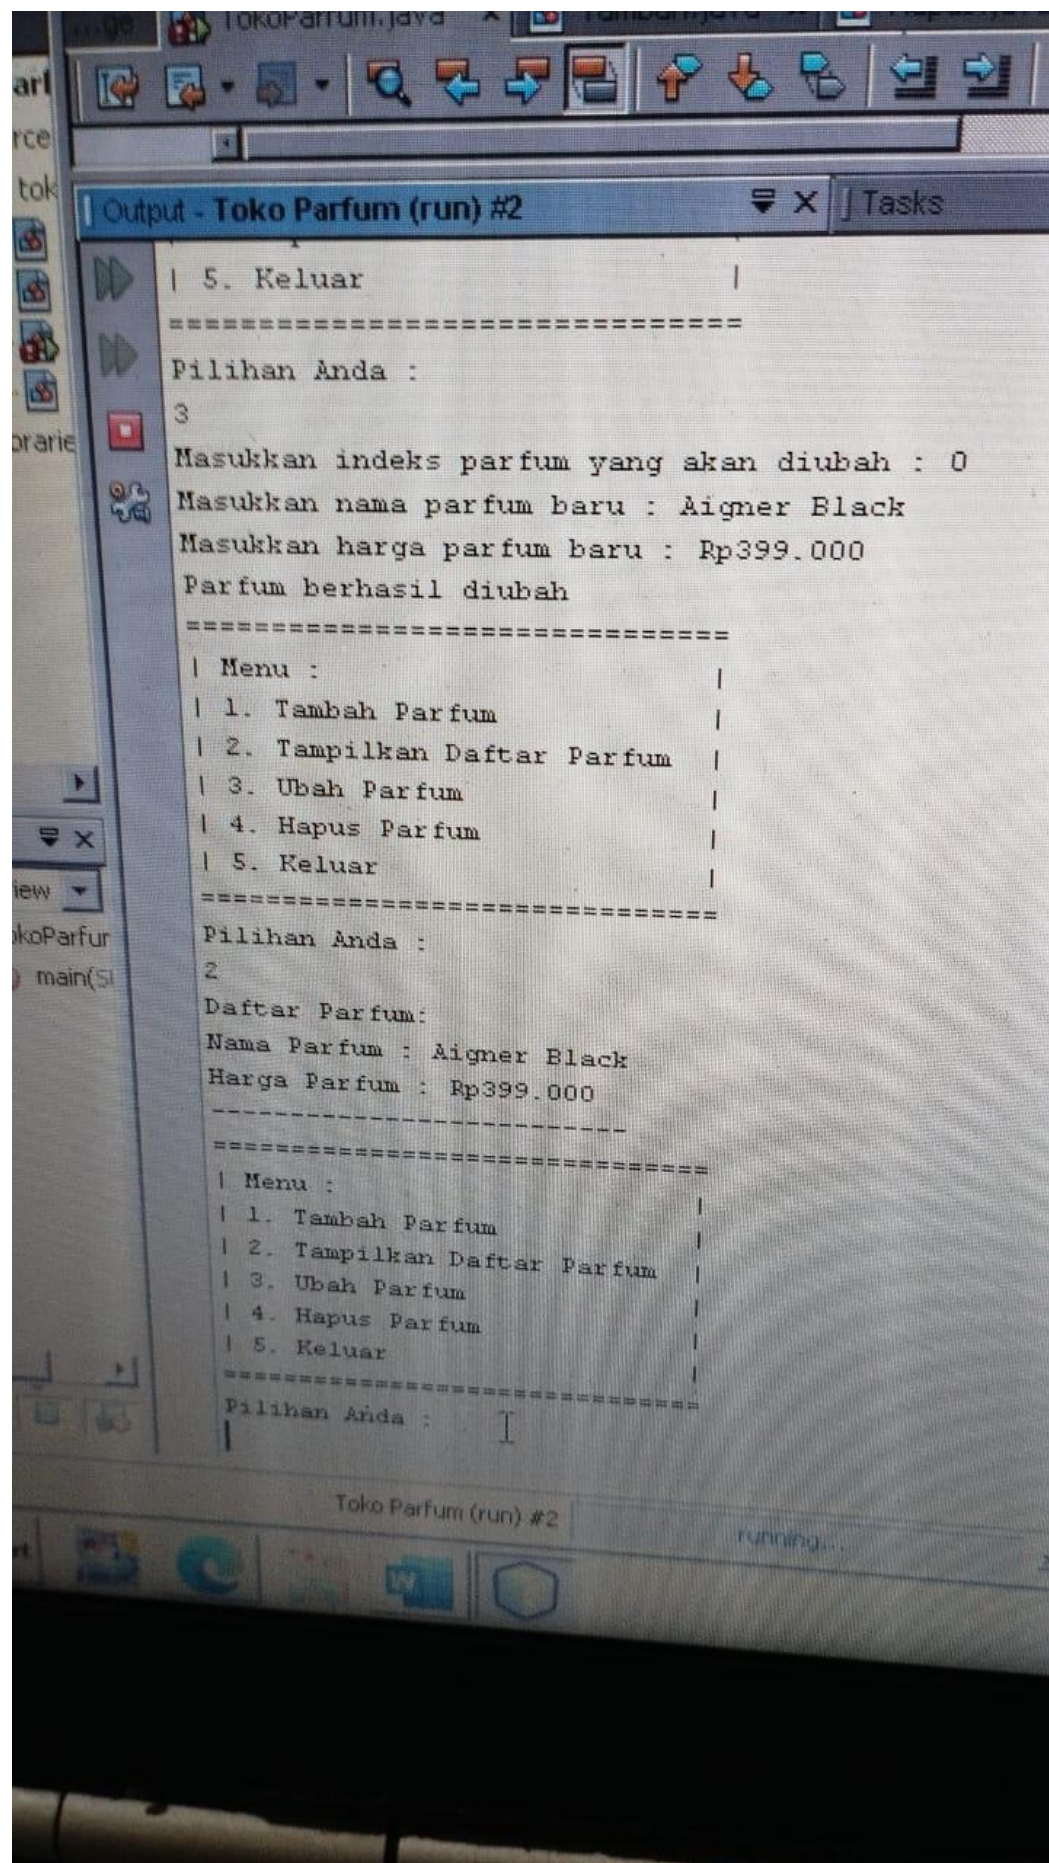 TokoParfum.java
Output - Toko Parfum (run) #2
Tasks
| 5. Keluar |
================================
Pilihan Anda :
3
Masukkan indeks parfum yang akan diubah : 0
Masukkan nama parfum baru : Aigner Black
Masukkan harga parfum baru : Rp399.000
Parfum berhasil diubah
================================
| Menu : |
| 1. Tambah Parfum |
| 2. Tampilkan Daftar Parfum |
| 3. Ubah Parfum |
| 4. Hapus Parfum |
| 5. Keluar |
================================
Pilihan Anda :
2
Daftar Parfum:
Nama Parfum : Aigner Black
Harga Parfum : Rp399.000
--------------------------
================================
| Menu : |
| 1. Tambah Parfum |
| 2. Tampilkan Daftar Parfum |
| 3. Ubah Parfum |
| 4. Hapus Parfum |
| 5. Keluar |
================================
Pilihan Anda :
Toko Parfum (run) #2
running...